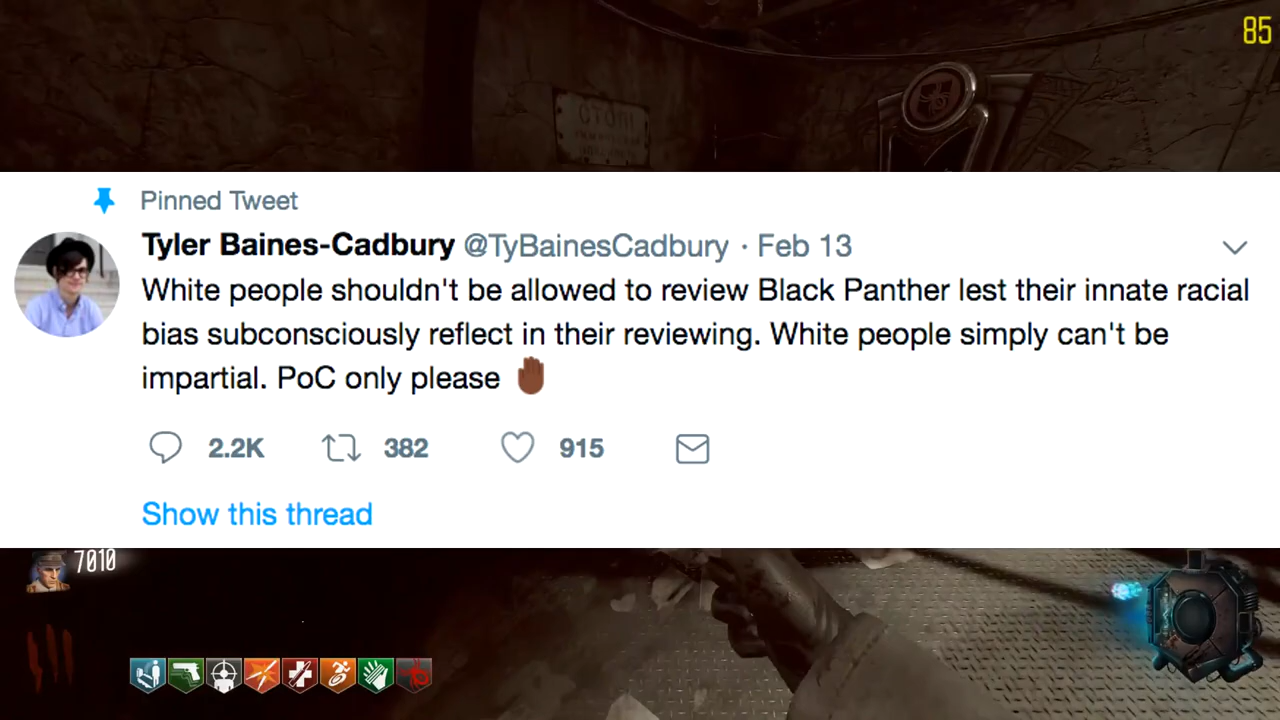 85
СТОП!
Pinned Tweet
Tyler Baines-Cadbury @TyBainesCadbury · Feb 13
White people shouldn't be allowed to review Black Panther lest their innate racial
bias subconsciously reflect in their reviewing. White people simply can't be
impartial. PoC only please 🤚🏾
2.2K 382 915
Show this thread
7010